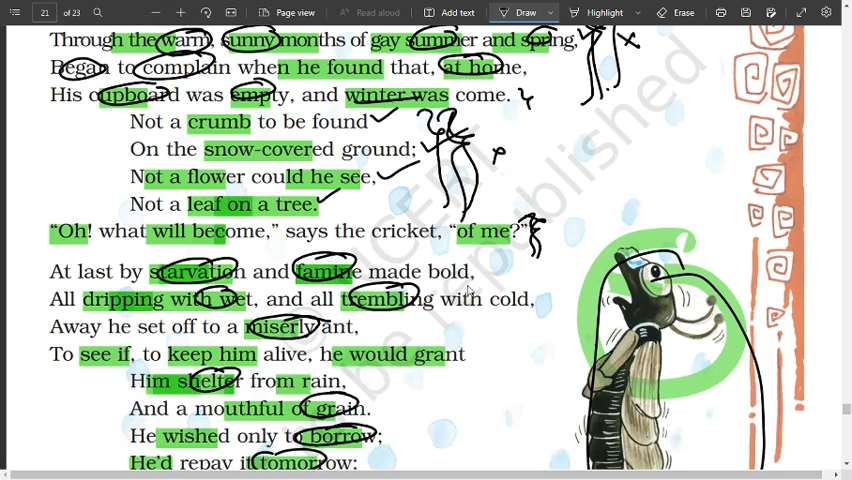 21 of 23
Page view
Read aloud
Add text
Draw
Highlight
Erase
Through the warm, sunny months of gay summer and spring,
Began to complain when he found that, at home,
His cupboard was empty, and winter was come.
Not a crumb to be found
On the snow-covered ground;
Not a flower could he see,
Not a leaf on a tree.
“Oh! what will become,” says the cricket, “of me?”
At last by starvation and famine made bold,
All dripping with wet, and all trembling with cold,
Away he set off to a miserly ant,
To see if, to keep him alive, he would grant
Him shelter from rain,
And a mouthful of grain.
He wished only to borrow;
He’d repay it tomorrow;
be republished